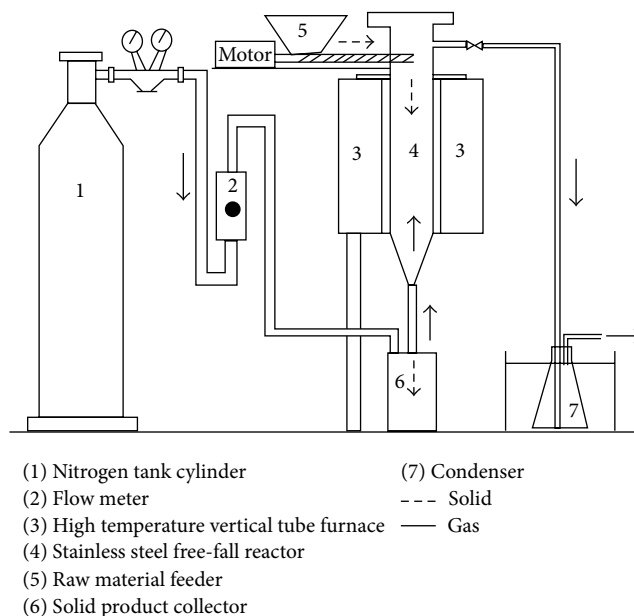 5
Motor
1
2
3
4
3
6
7
(1) Nitrogen tank cylinder
(2) Flow meter
(3) High temperature vertical tube furnace
(4) Stainless steel free-fall reactor
(5) Raw material feeder
(6) Solid product collector
(7) Condenser
Solid
Gas